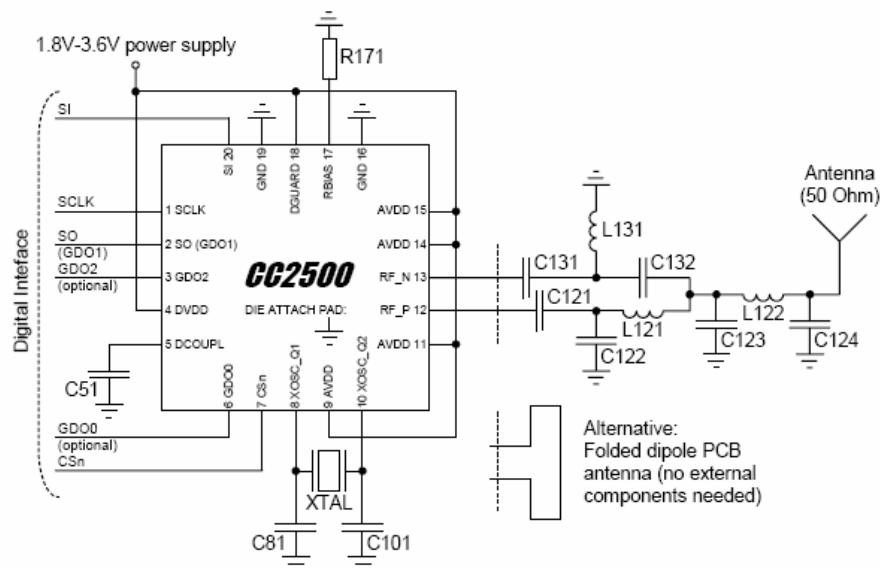 1.8V-3.6V power supply
R171
SI
SI 20
GND 19
DGUARD 18
RBIAS 17
GND 16
Antenna
(50 Ohm)
Digital Inteface
SCLK
1 SCLK
AVDD 15
L131
SO
(GDO1)
2 SO (GDO1)
AVDD 14
GDO2
(optional)
3 GDO2
CC2500
RF_N 13
C131
C132
4 DVDD
DIE ATTACH PAD:
RF_P 12
C121
L121
L122
5 DCOUPL
AVDD 11
C122
C123
C124
C51
6 GDO0
7 CSn
8 XOSC_Q1
9 AVDD
10 XOSC_Q2
GDO0
(optional)
CSn
XTAL
C81
C101
Alternative:
Folded dipole PCB
antenna (no external
components needed)